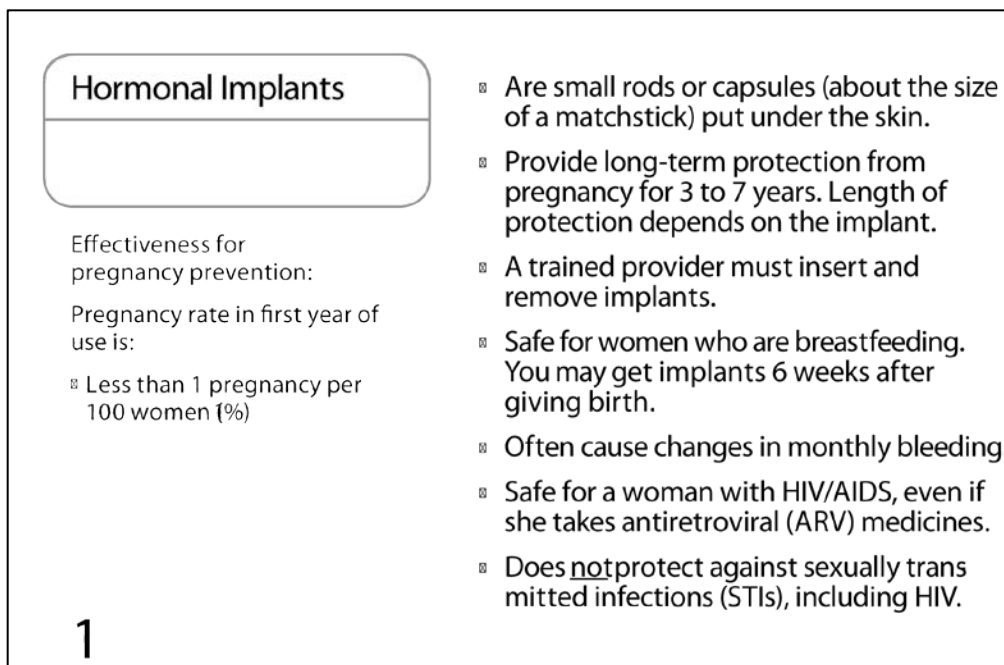 Hormonal Implants
Effectiveness for
pregnancy prevention:
Pregnancy rate in first year of
use is:
Less than 1 pregnancy per
100 women (1%)
1
Are small rods or capsules (about the size
of a matchstick) put under the skin.
Provide long-term protection from
pregnancy for 3 to 7 years. Length of
protection depends on the implant.
A trained provider must insert and
remove implants.
Safe for women who are breastfeeding.
You may get implants 6 weeks after
giving birth.
Often cause changes in monthly bleeding
Safe for a woman with HIV/AIDS, even if
she takes antiretroviral (ARV) medicines.
Does notprotect against sexually trans
mitted infections (STIs), including HIV.